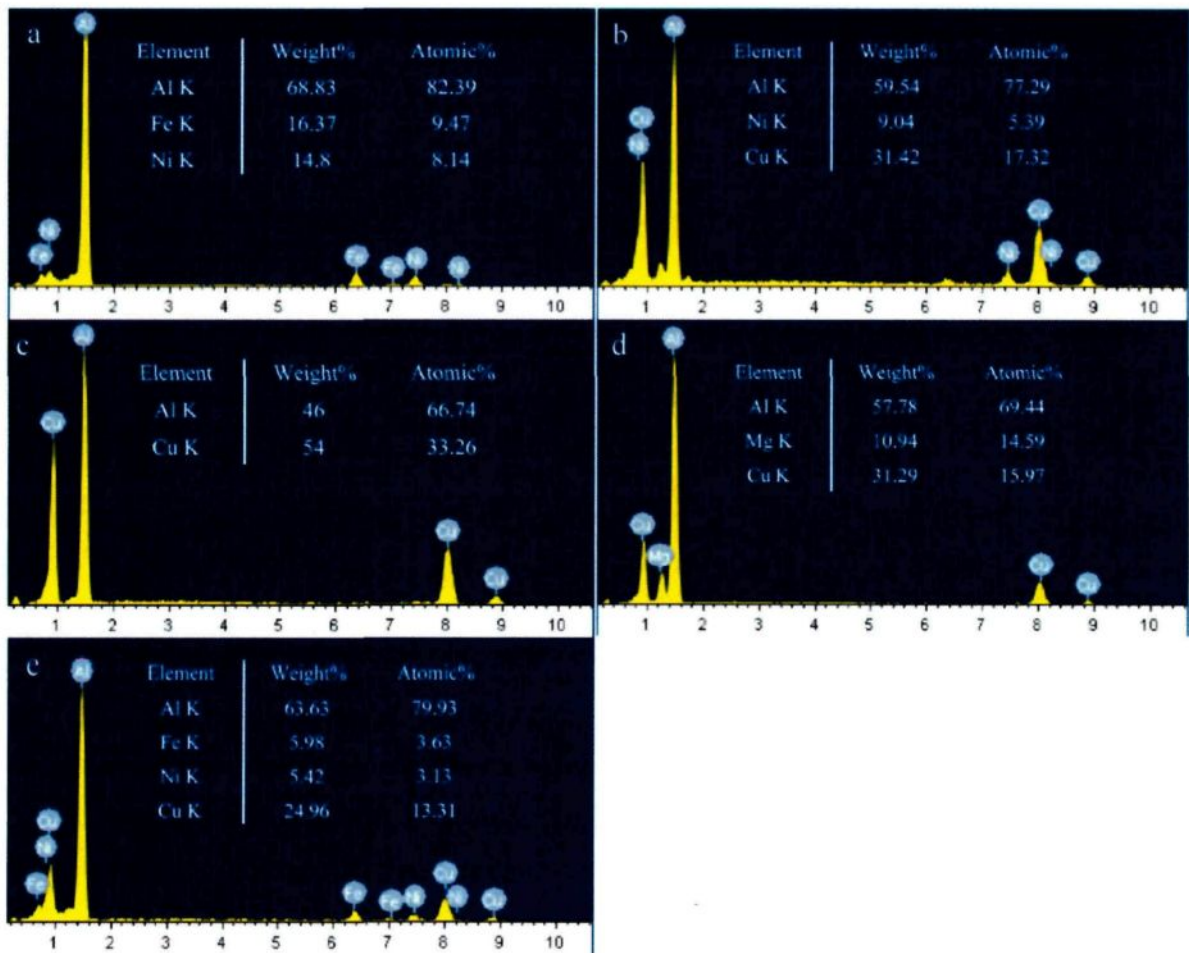 a
Al
Element Weight% Atomic%
Al K 68.83 82.39
Fe K 16.37 9.47
Ni K 14.8 8.14
Ni
Fe
Fe Fe Ni Ni
1 2 3 4 5 6 7 8 9 10
b
Al
Element Weight% Atomic%
Al K 59.54 77.29
Ni K 9.04 5.39
Cu K 31.42 17.32
Cu
Ni
Cu
Ni Ni Cu
1 2 3 4 5 6 7 8 9 10
c
Al
Element Weight% Atomic%
Al K 46 66.74
Cu K 54 33.26
Cu
Cu
Cu
1 2 3 4 5 6 7 8 9 10
d
Al
Element Weight% Atomic%
Al K 57.78 69.44
Mg K 10.94 14.59
Cu K 31.29 15.97
Cu
Mg
Cu Cu
1 2 3 4 5 6 7 8 9 10
e
Al
Element Weight% Atomic%
Al K 63.63 79.93
Fe K 5.98 3.63
Ni K 5.42 3.13
Cu K 24.96 13.31
Cu
Ni
Fe
Cu
Fe Fe Ni Ni Cu
1 2 3 4 5 6 7 8 9 10